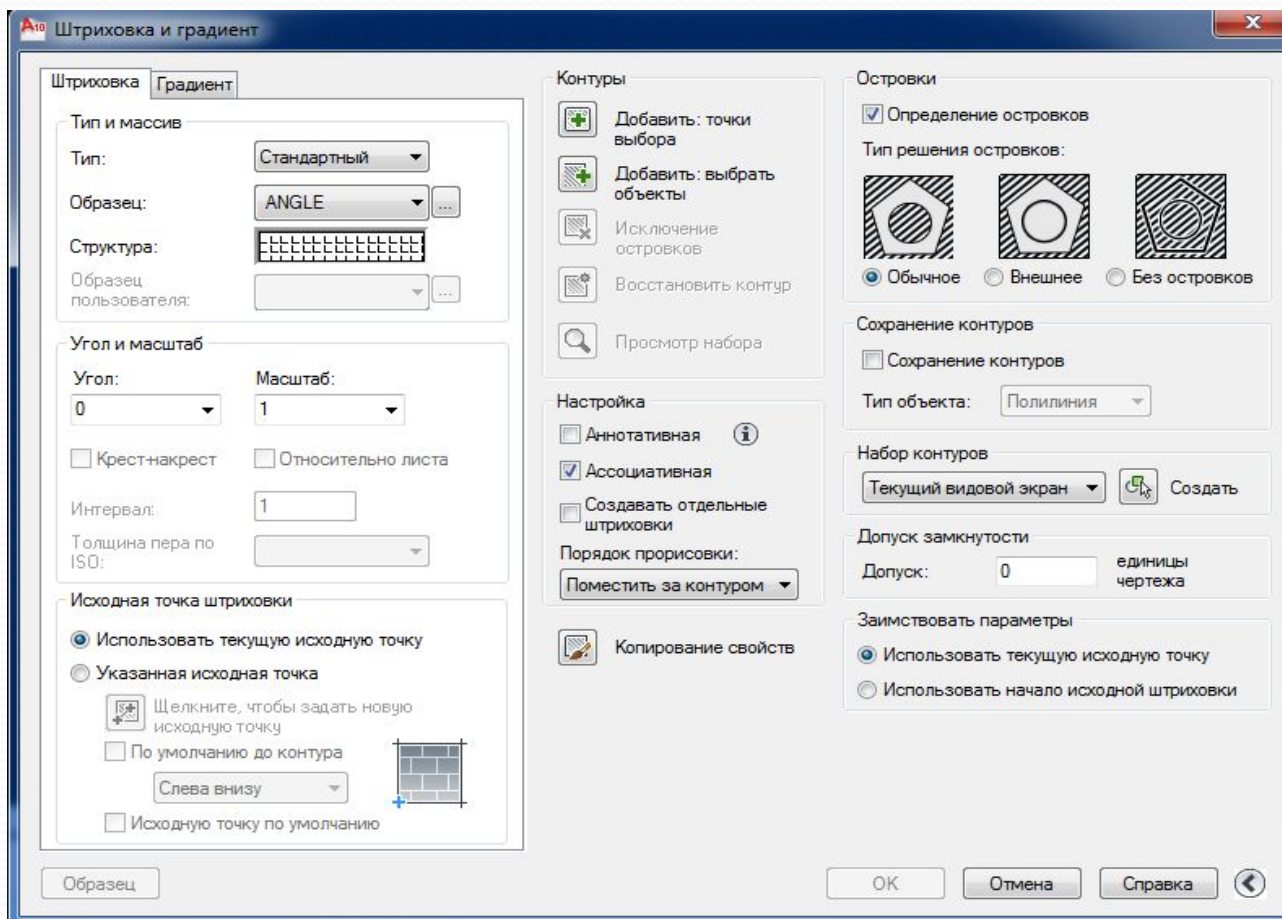 A10 Штриховка и градиент
Штриховка
Градиент
Тип и массив
Тип:
Стандартный
Образец:
ANGLE
...
Структура:
Образец
пользователя:
...
Угол и масштаб
Угол:
Масштаб:
0
1
Крест-накрест
Относительно листа
Интервал:
1
Толщина пера по
ISO:
Исходная точка штриховки
Использовать текущую исходную точку
Указанная исходная точка
Щелкните, чтобы задать новую
исходную точку
По умолчанию до контура
Слева внизу
Исходную точку по умолчанию
Контуры
Добавить: точки
выбора
Добавить: выбрать
объекты
Исключение
островков
Восстановить контур
Просмотр набора
Настройка
Аннотативная
Ассоциативная
Создавать отдельные
штриховки
Порядок прорисовки:
Поместить за контуром
Копирование свойств
Островки
Определение островков
Тип решения островков:
Обычное
Внешнее
Без островков
Сохранение контуров
Сохранение контуров
Тип объекта:
Полилиния
Набор контуров
Текущий видовой экран
Создать
Допуск замкнутости
Допуск:
0
единицы
чертежа
Заимствовать параметры
Использовать текущую исходную точку
Использовать начало исходной штриховки
Образец
ОК
Отмена
Справка